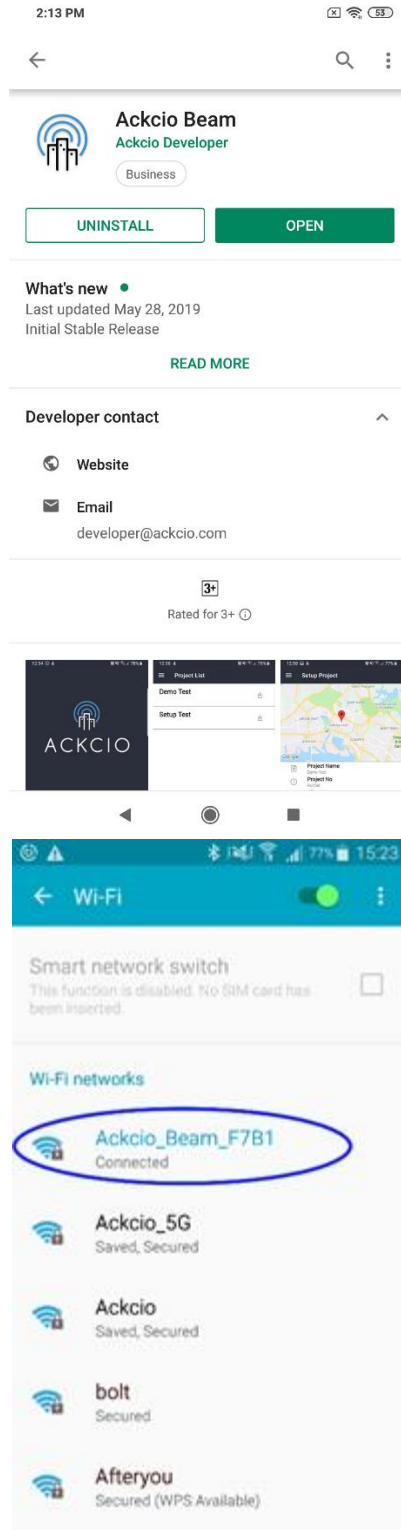 2:13 PM
53
Ackcio Beam
Ackcio Developer
Business
UNINSTALL
OPEN
What's new
Last updated May 28, 2019
Initial Stable Release
READ MORE
Developer contact
Website
Email
developer@ackcio.com
3+
Rated for 3+
Project List
Setup Project
Demo Test
Setup Test
ACKCIO
Project Name
Project No
77% 15:23
Wi-Fi
Smart network switch
This function is disabled. No SIM card has
been inserted.
Wi-Fi networks
Ackcio_Beam_F7B1
Connected
Ackcio_5G
Saved, Secured
Ackcio
Saved, Secured
bolt
Secured
Afteryou
Secured (WPS Available)